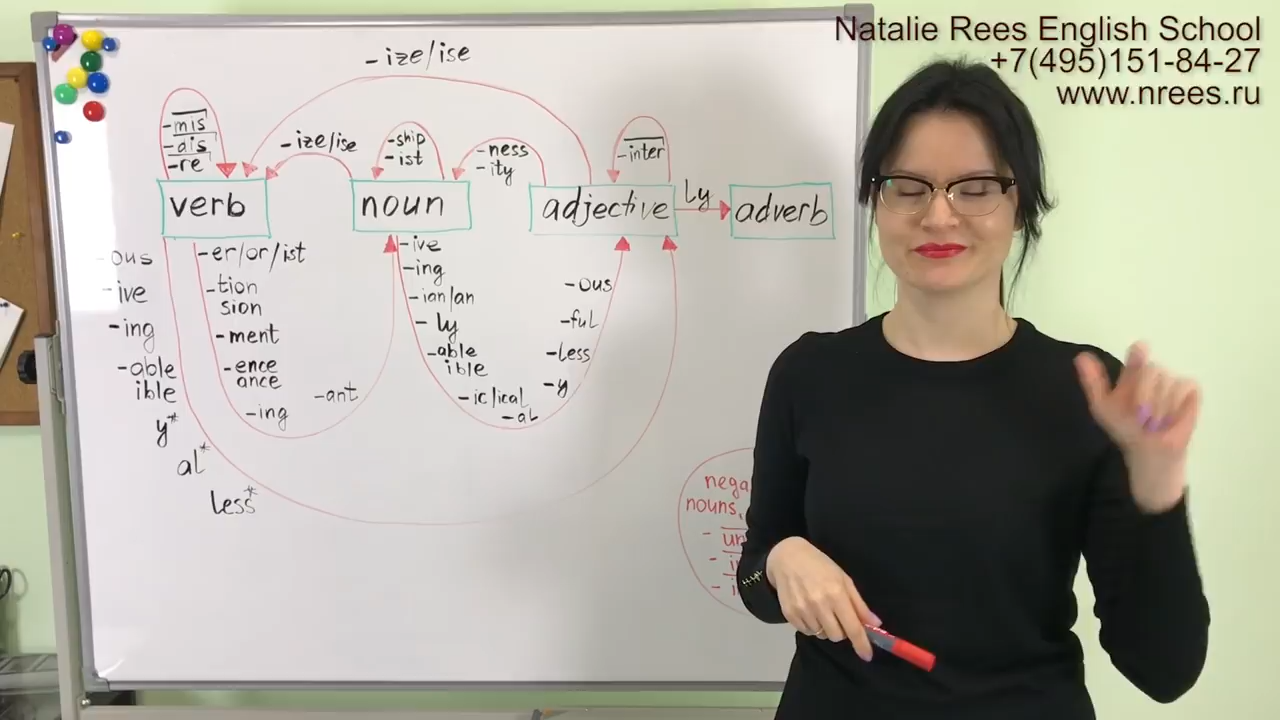 Natalie Rees English School
+7(495)151-84-27
www.nrees.ru
-ize/ise
-mis
-dis
-re
-ize/ise
-ship
-ist
-ness
-ity
-inter
verb
noun
adjective
ly
adverb
-ous
-ive
-ing
-able
ible
y*
al*
less*
-er/or/ist
-tion
sion
-ment
-ence
ance
-ing
-ant
-ive
-ing
-ian/an
-ly
-able
ible
-ic/ical
-al
-ous
-ful
-less
-y
nouns,